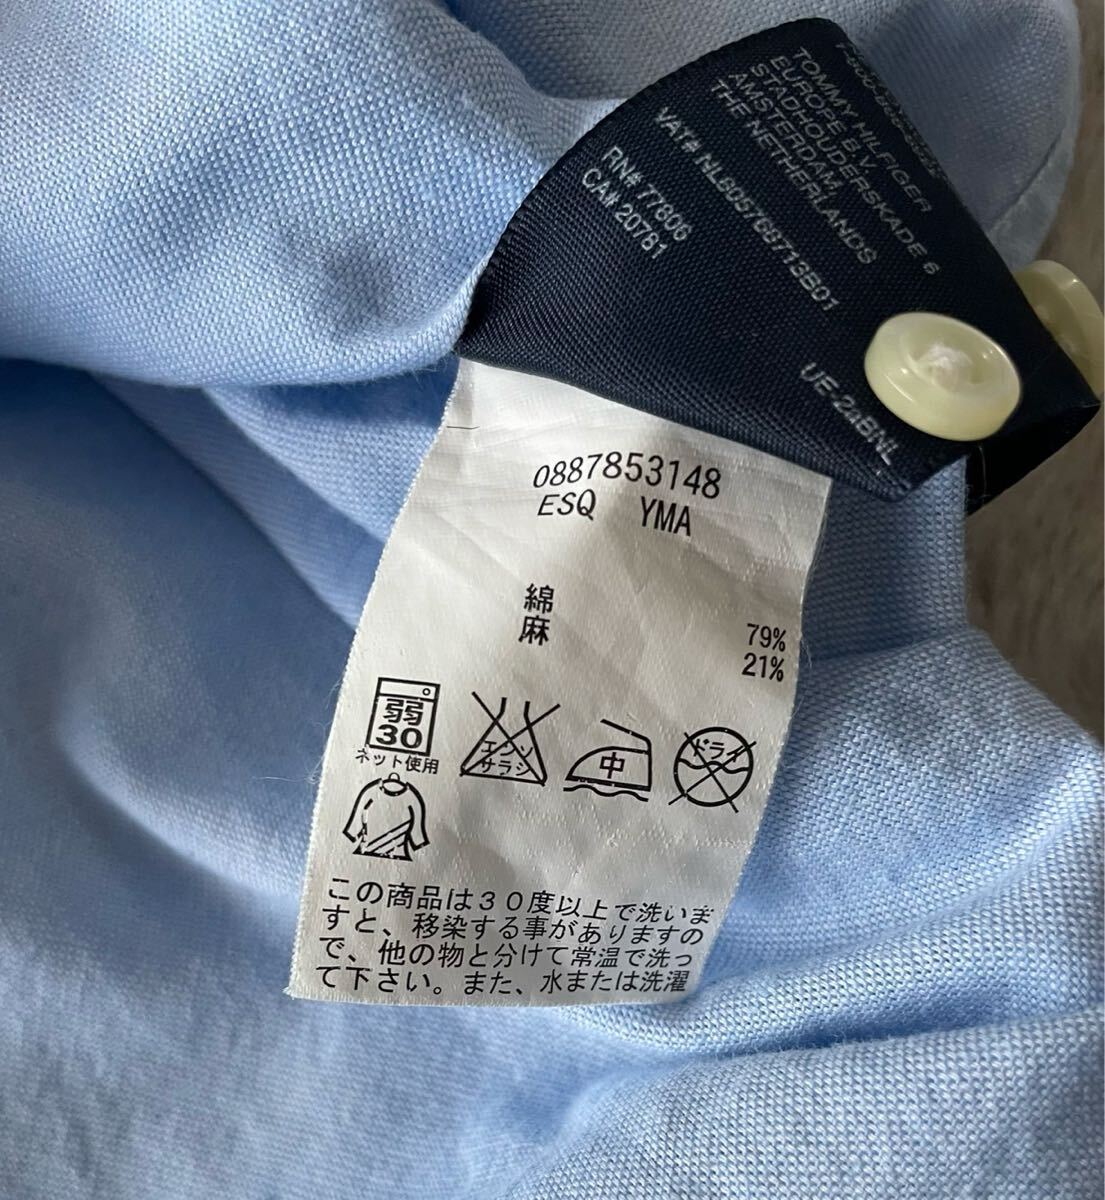 TOMMY HILFIGER
EUROPE B.V.
STADHOUDERSKADE 6
AMSTERDAM,
THE NETHERLANDS
VAT# NL805768713B01
RN# 77806
CA# 20781
UE-24BNL
0887853148
ESQ YMA
綿 79%
麻 21%
弱
30
ネット使用
エンソ
サラシ
中
ドライ
この商品は30度以上で洗いま
すと、移染する事がありますの
で、他の物と分けて常温で洗っ
て下さい。また、水または洗濯